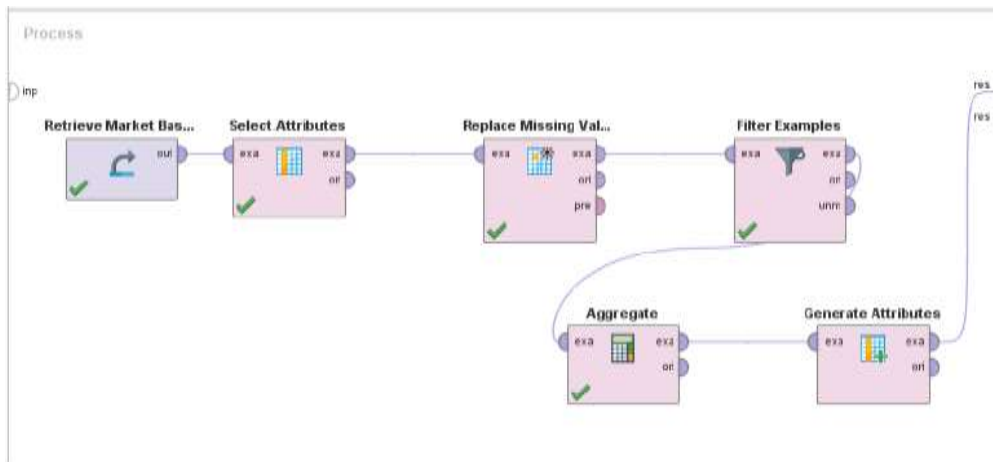 Process
inp
res
res
Retrieve Market Bas...
out
Select Attributes
exa
exa
ori
Replace Missing Val...
exa
exa
ori
pre
Filter Examples
exa
exa
ori
unm
Aggregate
exa
exa
ori
Generate Attributes
exa
exa
ori